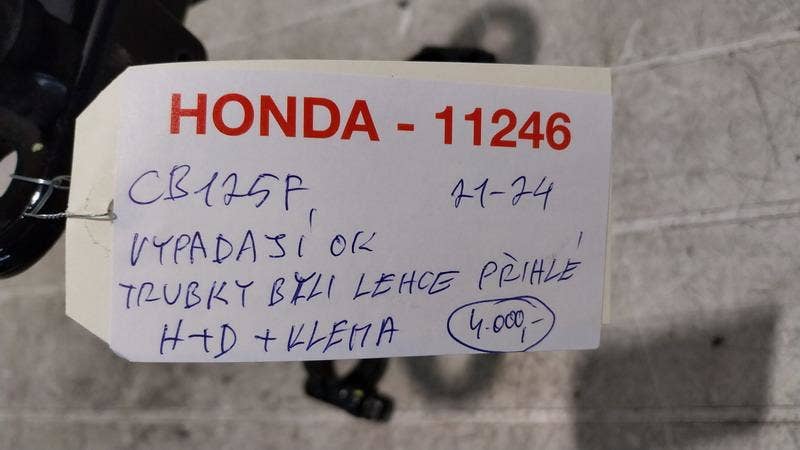 HONDA - 11246
CB125F 21-24
VYPADAJÍ OK
TRUBKY BYLI LEHCE PŘIHLÉ
H+D + KLEMA 4.000,-